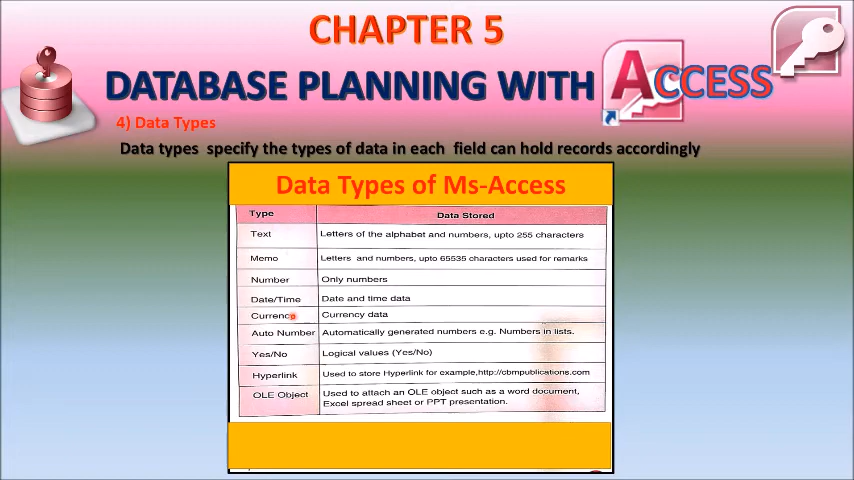 CHAPTER 5
DATABASE PLANNING WITH ACCESS
4) Data Types
Data types specify the types of data in each field can hold records accordingly
Data Types of Ms-Access
Type Data Stored
Text Letters of the alphabet and numbers, upto 255 characters
Memo Letters and numbers, upto 65535 characters used for remarks
Number Only numbers
Date/Time Date and time data
Currency Currency data
Auto Number Automatically generated numbers e.g. Numbers in lists.
Yes/No Logical values (Yes/No)
Hyperlink Used to store Hyperlink for example,http://cbmpublications.com
OLE Object Used to attach an OLE object such as a word document,
Excel spread sheet or PPT presentation.